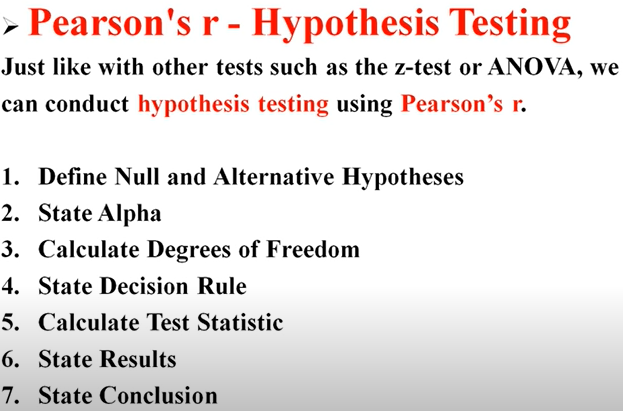 ➢ Pearson's r - Hypothesis Testing
Just like with other tests such as the z-test or ANOVA, we
can conduct hypothesis testing using Pearson’s r.
1. Define Null and Alternative Hypotheses
2. State Alpha
3. Calculate Degrees of Freedom
4. State Decision Rule
5. Calculate Test Statistic
6. State Results
7. State Conclusion